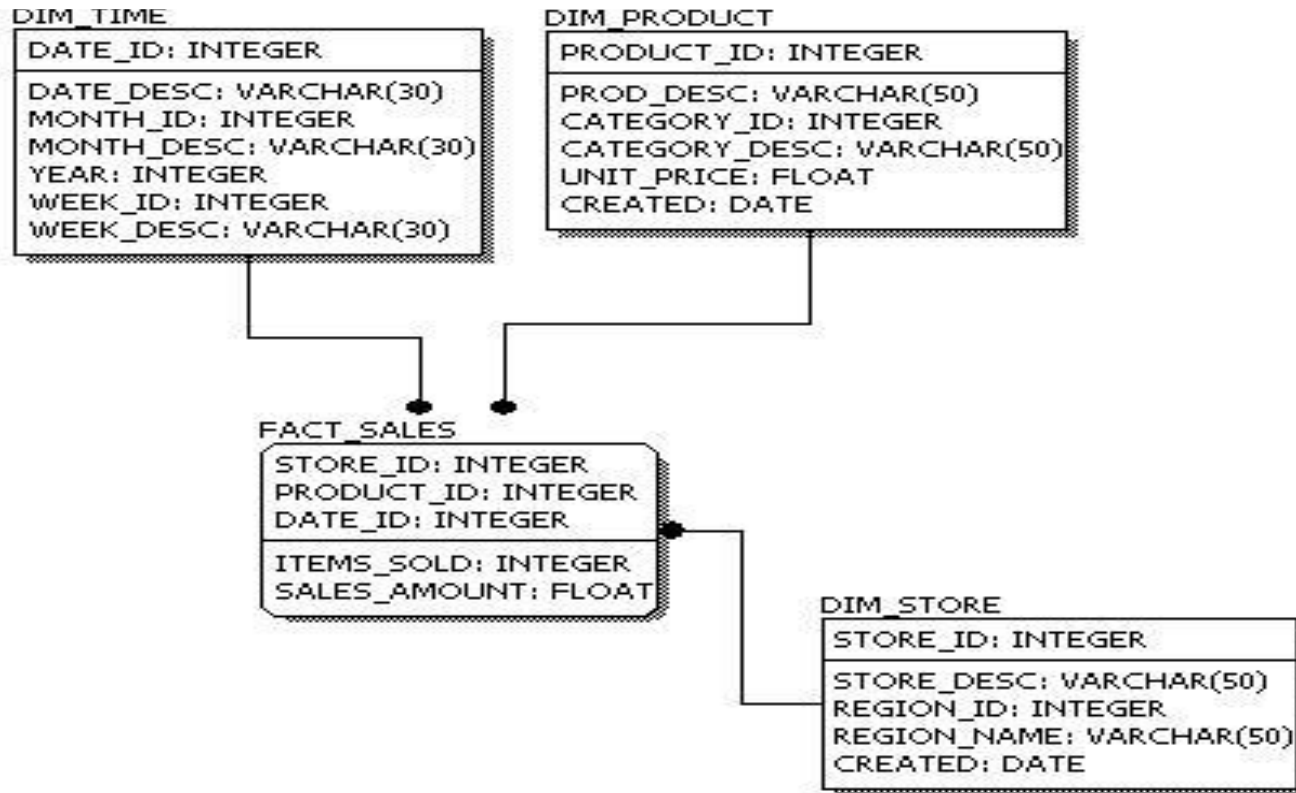 DIM_TIME
DATE_ID: INTEGER
DATE_DESC: VARCHAR(30)
MONTH_ID: INTEGER
MONTH_DESC: VARCHAR(30)
YEAR: INTEGER
WEEK_ID: INTEGER
WEEK_DESC: VARCHAR(30)
DIM_PRODUCT
PRODUCT_ID: INTEGER
PROD_DESC: VARCHAR(50)
CATEGORY_ID: INTEGER
CATEGORY_DESC: VARCHAR(50)
UNIT_PRICE: FLOAT
CREATED: DATE
FACT_SALES
STORE_ID: INTEGER
PRODUCT_ID: INTEGER
DATE_ID: INTEGER
ITEMS_SOLD: INTEGER
SALES_AMOUNT: FLOAT
DIM_STORE
STORE_ID: INTEGER
STORE_DESC: VARCHAR(50)
REGION_ID: INTEGER
REGION_NAME: VARCHAR(50)
CREATED: DATE